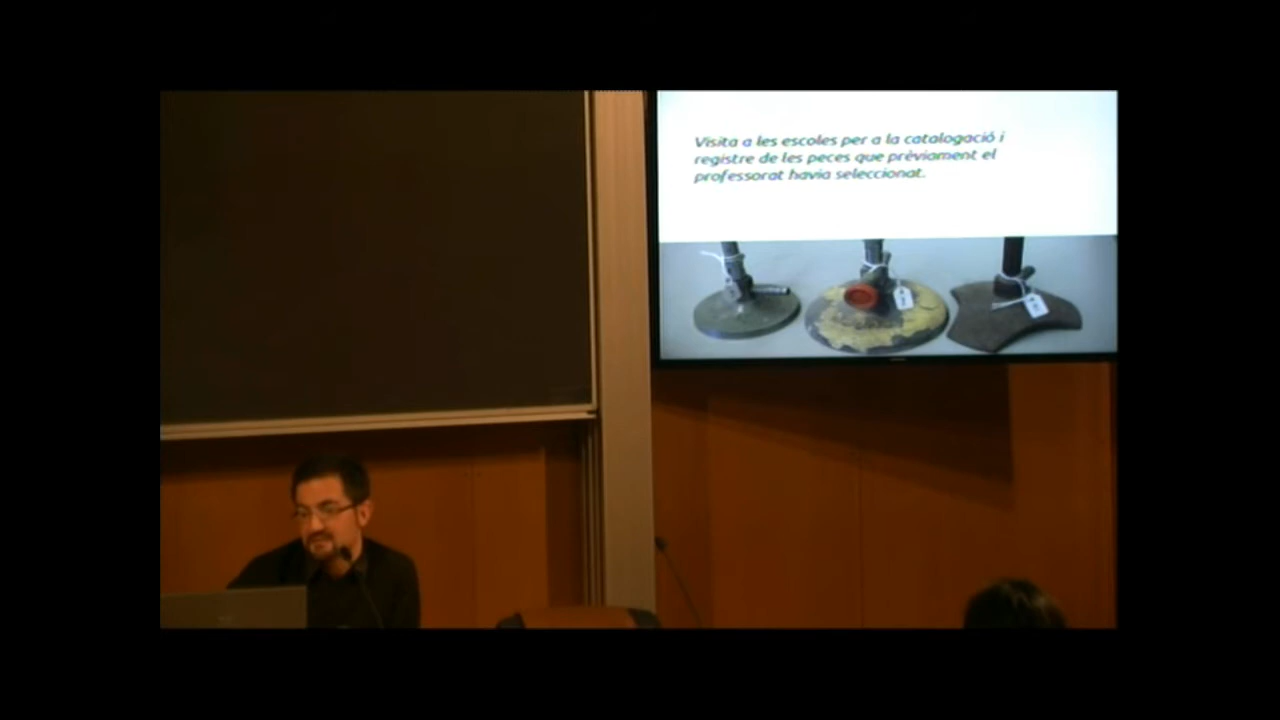 Visita a les escoles per a la catalogació i
registre de les peces que prèviament el
professorat havia seleccionat.